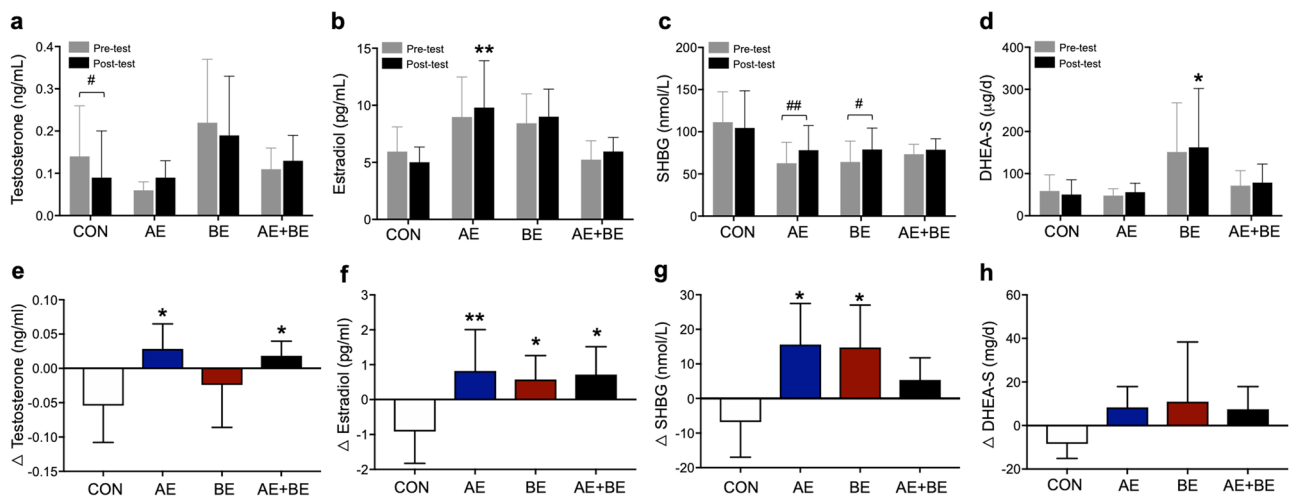 a
Testosterone (ng/mL)
0.4
0.3
0.2
0.1
0.0
Pre-test
Post-test
#
CON AE BE AE+BE
b
Estradiol (pg/mL)
15
10
5
0
Pre-test
Post-test
**
CON AE BE AE+BE
c
SHBG (nmol/L)
200
150
100
50
0
Pre-test
Post-test
##
#
CON AE BE AE+BE
d
DHEA-S (µg/d)
400
300
200
100
0
Pre-test
Post-test
*
CON AE BE AE+BE
e
△ Testosterone (ng/ml)
0.10
0.05
0.00
-0.05
-0.10
-0.15
*
*
CON AE BE AE+BE
f
△ Estradiol (pg/ml)
3
2
1
0
-1
-2
**
*
*
CON AE BE AE+BE
g
△ SHBG (nmol/L)
30
20
10
0
-10
-20
*
*
CON AE BE AE+BE
h
△ DHEA-S (mg/d)
60
40
20
0
-20
CON AE BE AE+BE